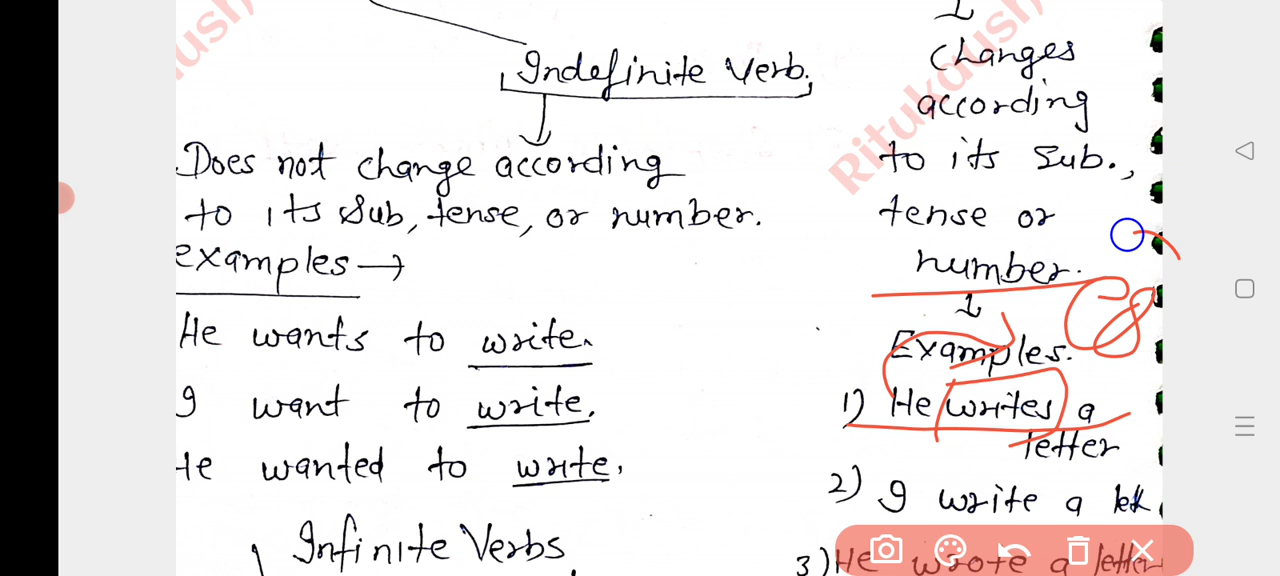 Indefinite Verb.
Does not change according
to its Sub, tense, or number.
examples →
He wants to write.
I want to write.
He wanted to write.
Infinite Verbs
changes
according
to its Sub.,
tense or
number.
Examples.
1) He writes a
letter
2) I write a
3) He wrote a letter
Ritukaush